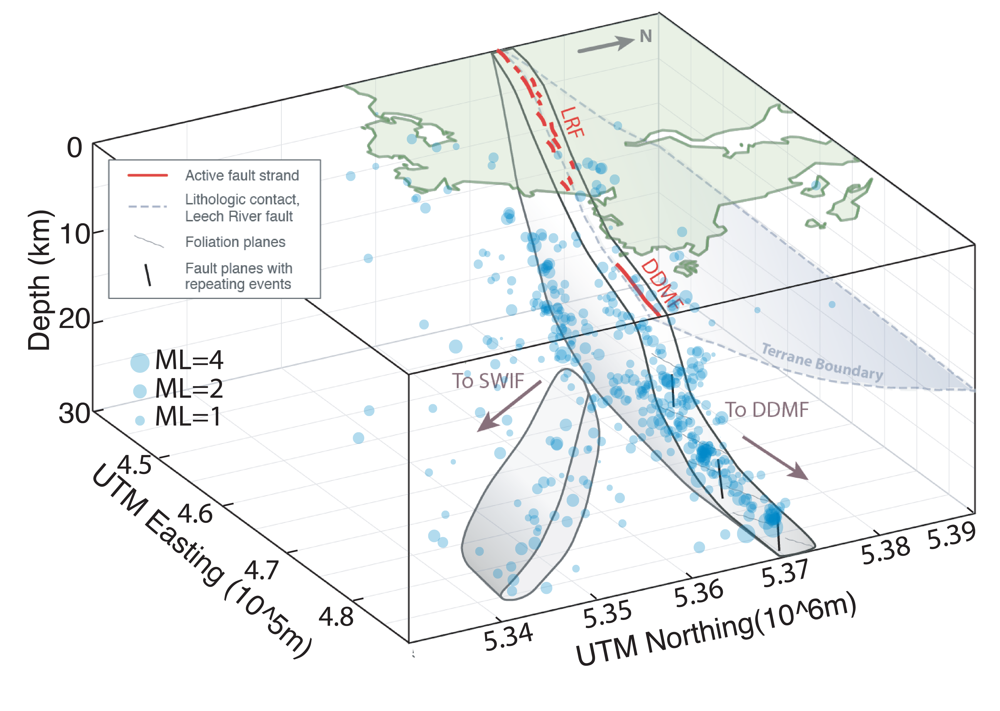 N
LRF
0
Active fault strand
Lithologic contact,
Leech River fault
Foliation planes
Fault planes with
repeating events
Depth (km)
10
20
30
DDMF
ML=4
ML=2
ML=1
To SWIF
Terrane Boundary
To DDMF
4.5
4.6
4.7
4.8
UTM Easting (10^5m)
5.34
5.35
5.36
5.37
5.38
5.39
UTM Northing(10^6m)